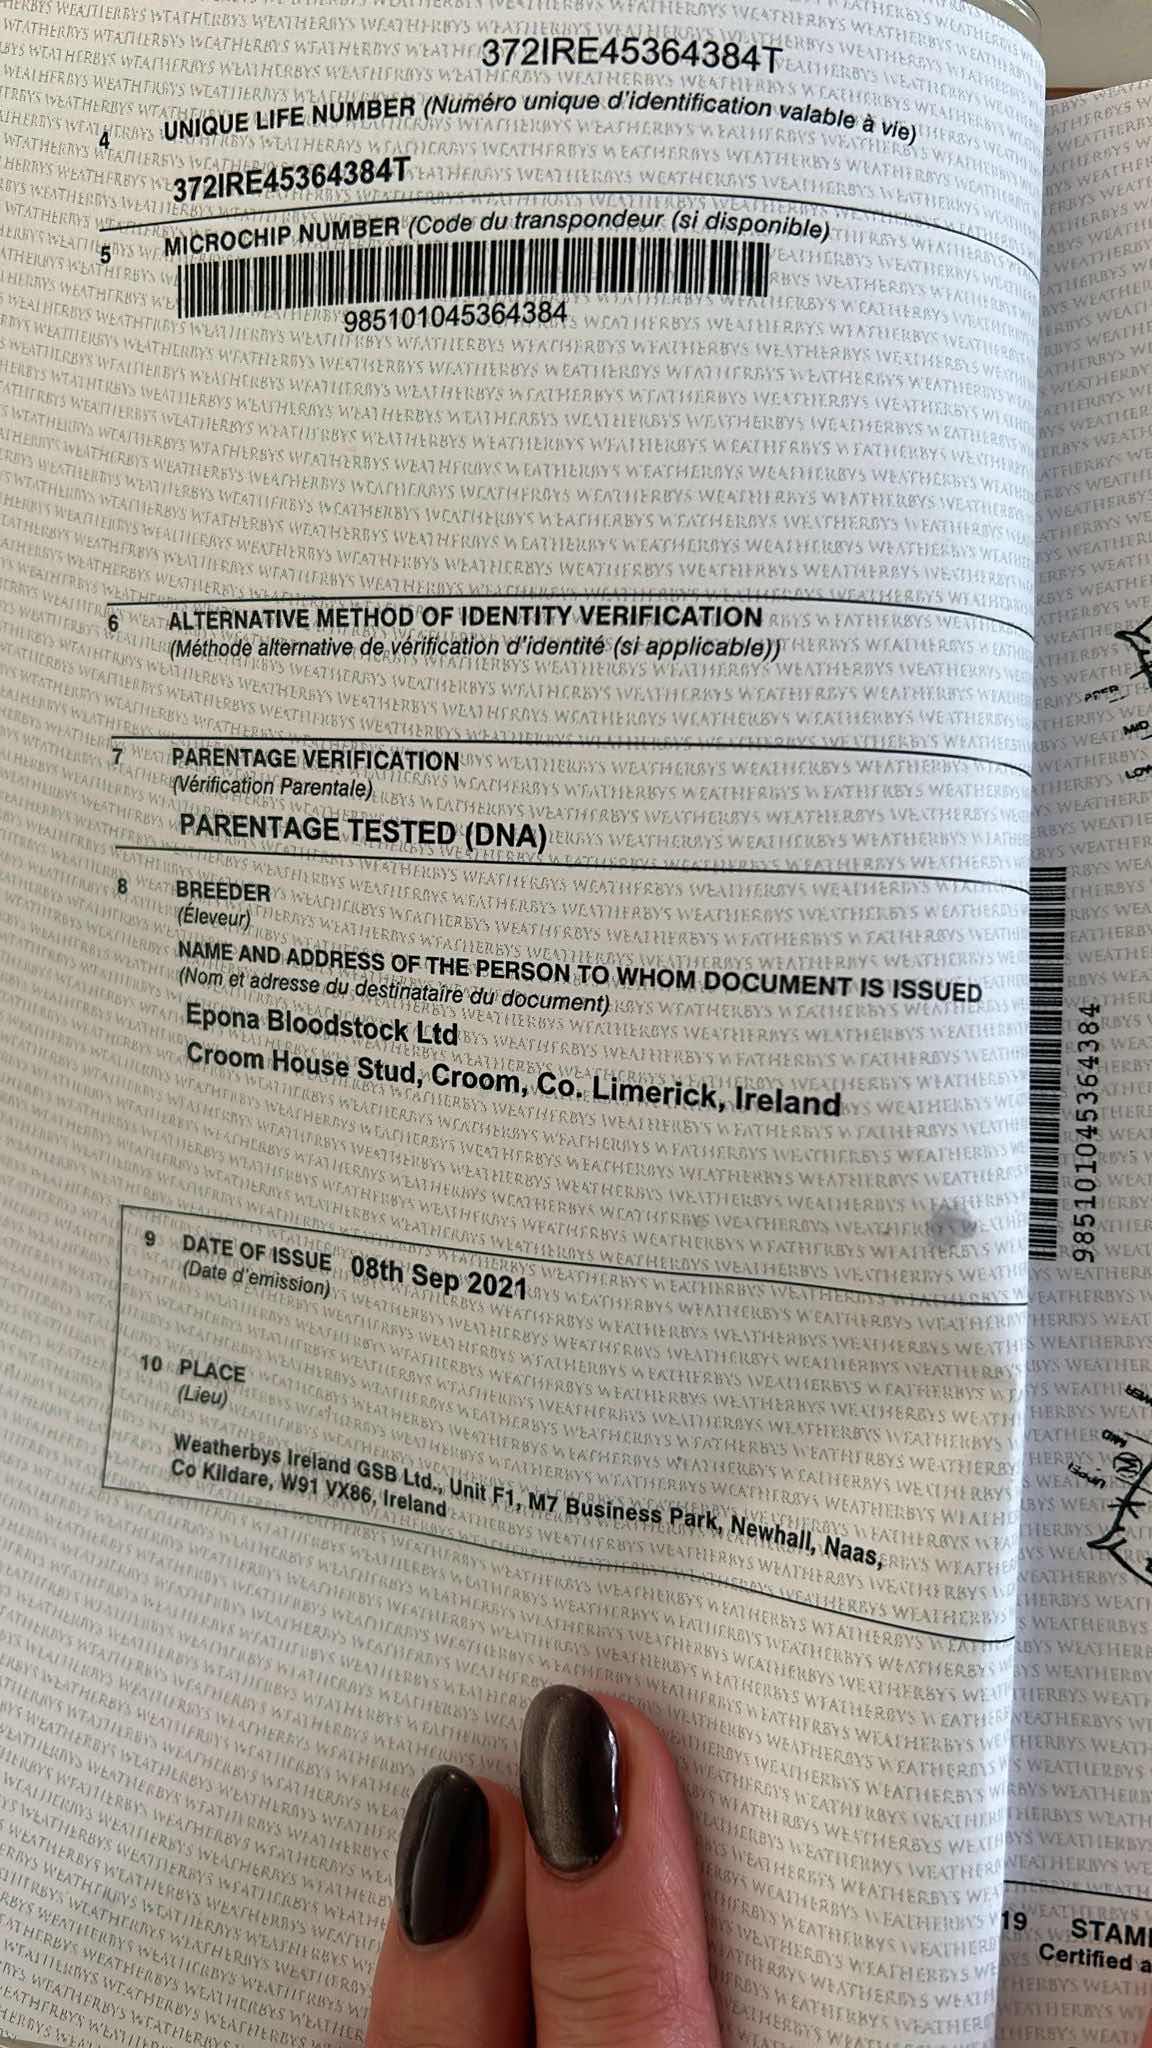 372IRE45364384T
4 UNIQUE LIFE NUMBER (Numéro unique d'identification valable à vie)
372IRE45364384T
5 MICROCHIP NUMBER (Code du transpondeur (si disponible)
985101045364384
6 ALTERNATIVE METHOD OF IDENTITY VERIFICATION
(Méthode alternative de vérification d'identité (si applicable))
7 PARENTAGE VERIFICATION
(Vérification Parentale)
PARENTAGE TESTED (DNA)
8 BREEDER
(Éleveur)
NAME AND ADDRESS OF THE PERSON TO WHOM DOCUMENT IS ISSUED
(Nom et adresse du destinataire du document)
Epona Bloodstock Ltd
Croom House Stud, Croom, Co. Limerick, Ireland
9 DATE OF ISSUE 08th Sep 2021
(Date d'emission)
10 PLACE
(Lieu)
Weatherbys Ireland GSB Ltd., Unit F1, M7 Business Park, Newhall, Naas,
Co Kildare, W91 VX86, Ireland
985101045364384
19
Certified